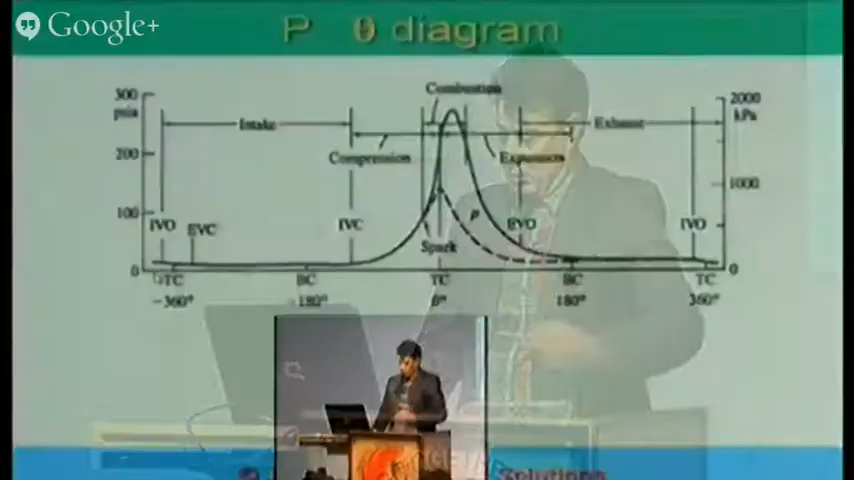 Google+
P θ diagram
300
psia
200
100
0
2000
kPa
1000
0
Combustion
Intake
Exhaust
Compression
Expansion
IVO
EVC
IVC
Spark
p
EVO
IVO
TC
BC
TC
BC
TC
−360°
180°
0°
180°
360°
Solutions